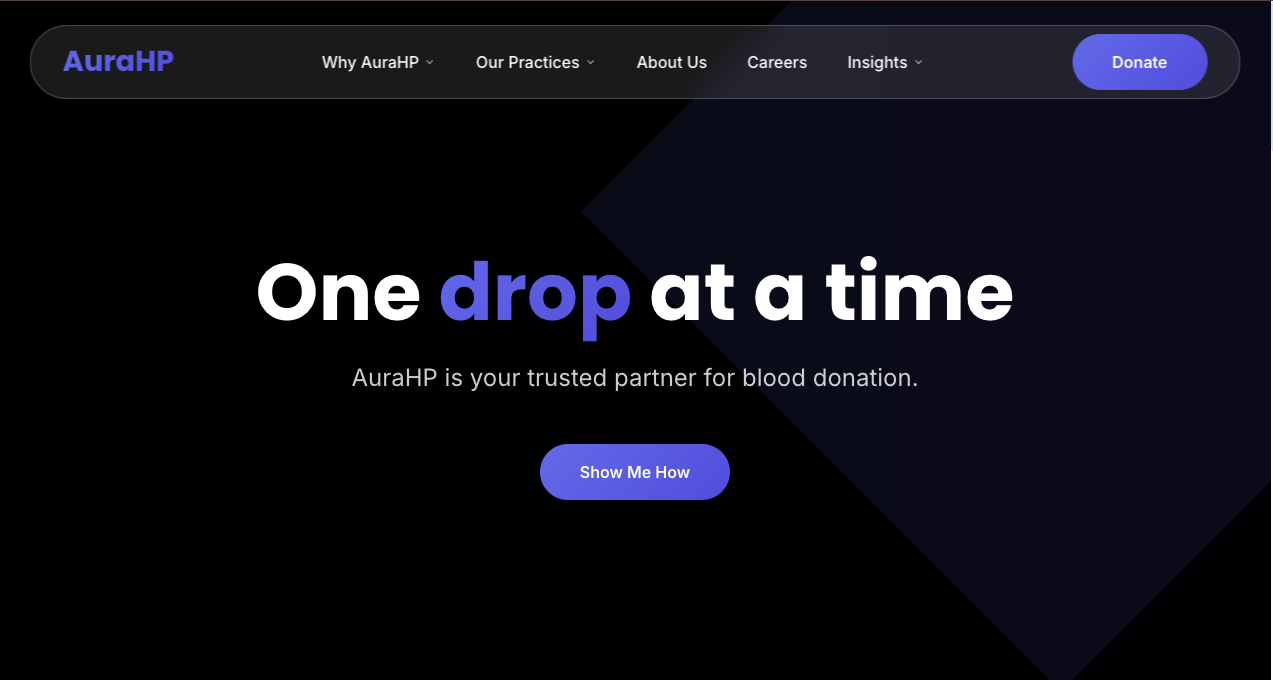 AuraHP
Why AuraHP
Our Practices
About Us
Careers
Insights
Donate
One drop at a time
AuraHP is your trusted partner for blood donation.
Show Me How